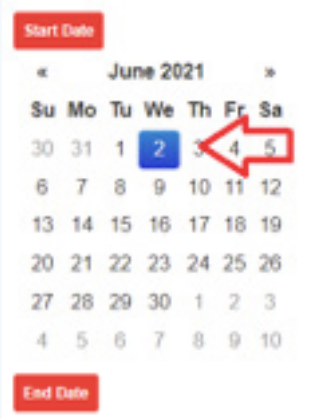 Start Date
« June 2021 »
Su Mo Tu We Th Fr Sa
30 31 1 2 3 4 5
6 7 8 9 10 11 12
13 14 15 16 17 18 19
20 21 22 23 24 25 26
27 28 29 30 1 2 3
4 5 6 7 8 9 10
End Date